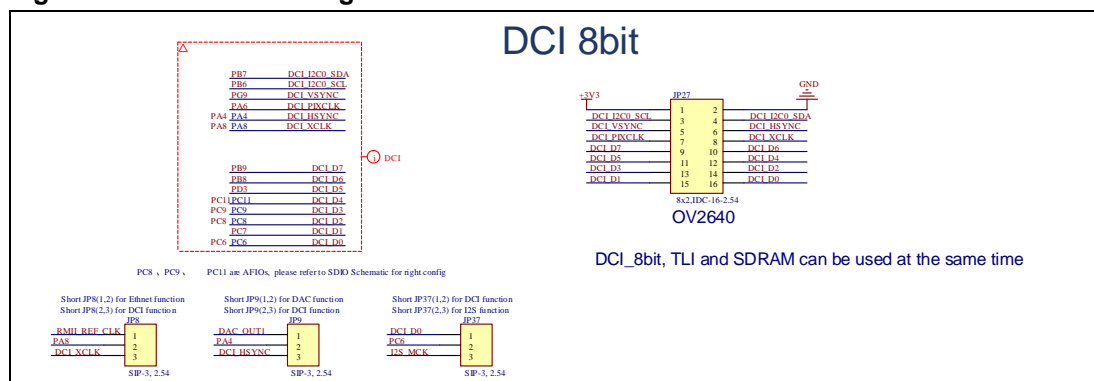 DCI 8bit
PB7 DCI_I2C0_SDA
PB6 DCI_I2C0_SCL
PG9 DCI_VSYNC
PA6 DCI_PIXCLK
PA4 PA4 DCI_HSYNC
PA8 PA8 DCI_XCLK
DCI
PB9 DCI_D7
PB8 DCI_D6
PD3 DCI_D5
PC11 PC11 DCI_D4
PC9 PC9 DCI_D3
PC8 PC8 DCI_D2
PC7 DCI_D1
PC6 PC6 DCI_D0
PC8 、 PC9 、 PC11 are AFIOs, please refer to SDIO Schematic for right config
GND
+3V3 JP27
1 2
DCI_I2C0_SCL 3 4 DCI_I2C0_SDA
DCI_VSYNC 5 6 DCI_HSYNC
DCI_PIXCLK 7 8 DCI_XCLK
DCI_D7 9 10 DCI_D6
DCI_D5 11 12 DCI_D4
DCI_D3 13 14 DCI_D2
DCI_D1 15 16 DCI_D0
8x2,IDC-16-2.54
OV2640
DCI_8bit, TLI and SDRAM can be used at the same time
Short JP8(1,2) for Ethnet function
Short JP8(2,3) for DCI function
JP8
RMII_REF_CLK 1
PA8 2
DCI_XCLK 3
SIP-3, 2.54
Short JP9(1,2) for DAC function
Short JP9(2,3) for DCI function
JP9
DAC_OUT1 1
PA4 2
DCI_HSYNC 3
SIP-3, 2.54
Short JP37(1,2) for DCI function
Short JP37(2,3) for I2S function
JP37
DCI_D0 1
PC6 2
I2S_MCK 3
SIP-3, 2.54